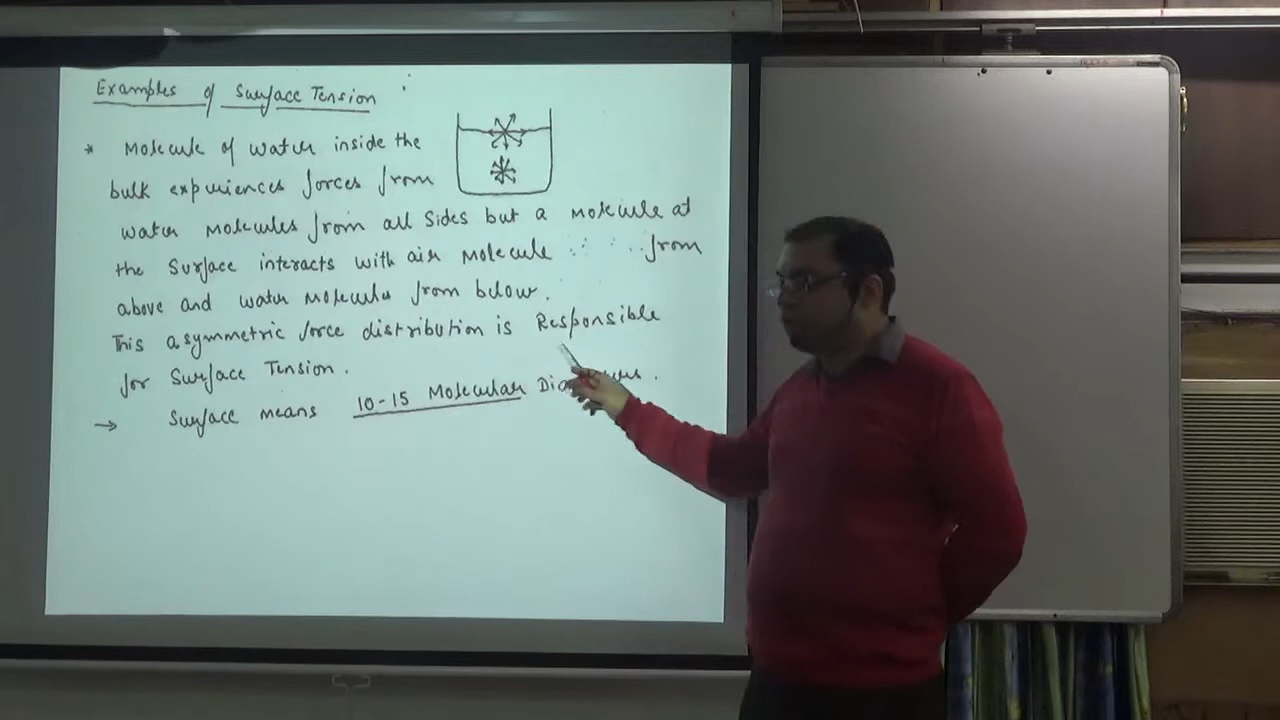 Examples of Surface Tension
* Molecule of water inside the
bulk experiences forces from
water molecules from all sides but a molecule at
the surface interacts with air molecule from
above and water molecules from below.
This asymmetric force distribution is Responsible
for Surface Tension.
→ Surface means 10-15 Molecular